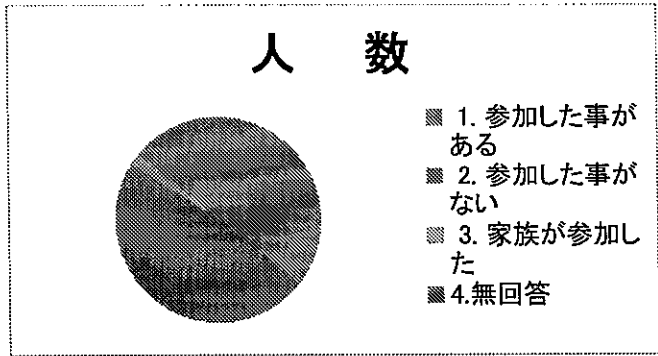 人　数
1. 参加した事が
ある
2. 参加した事が
ない
3. 家族が参加し
た
4.無回答